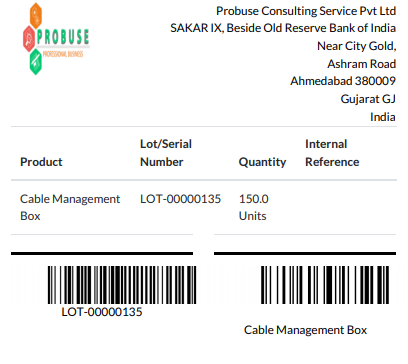 PROBUSE
PROFESSIONAL BUSINESS
Probuse Consulting Service Pvt Ltd
SAKAR IX, Beside Old Reserve Bank of India
Near City Gold,
Ashram Road
Ahmedabad 380009
Gujarat GJ
India
Product Lot/Serial Number Quantity Internal Reference
Cable Management Box LOT-00000135 150.0 Units
LOT-00000135
Cable Management Box